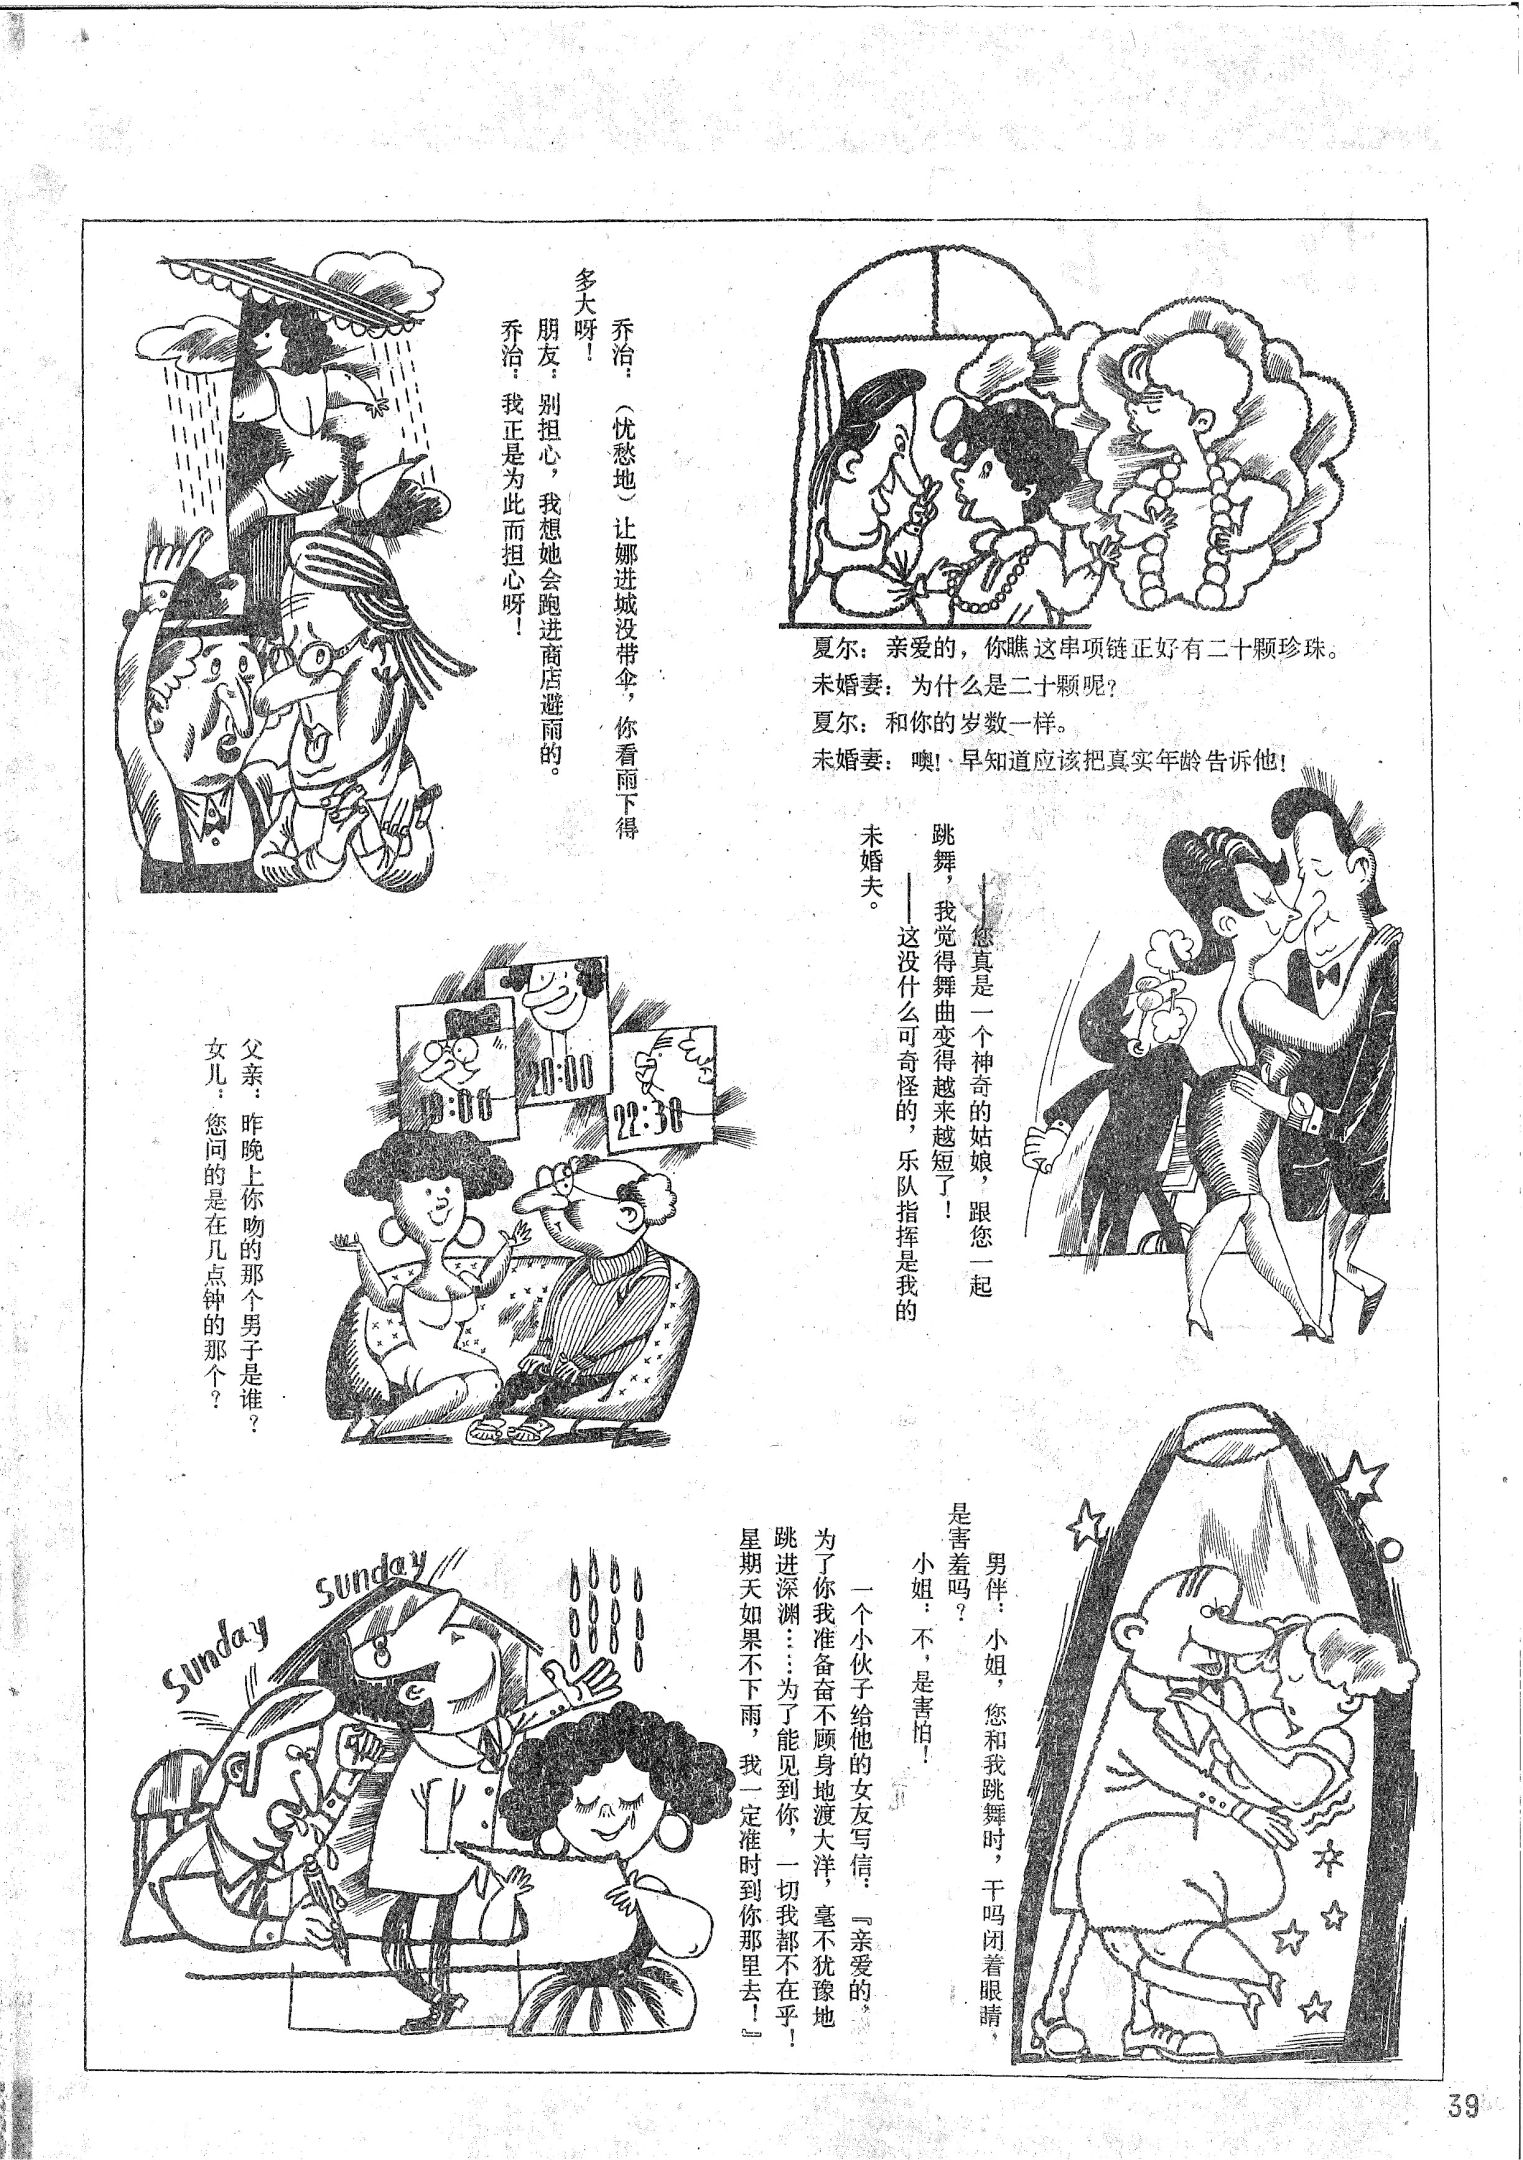 夏尔：亲爱的，你瞧这串项链正好有二十颗珍珠。
未婚妻：为什么是二十颗呢？
夏尔：和你的岁数一样。
未婚妻：噢！早知道应该把真实年龄告诉他！
乔治：（忧愁地）让娜进城没带伞，你看雨下得
多大呀！
朋友：别担心，我想她会跑进商店避雨的。
乔治：我正是为此而担心呀！
——您真是一个神奇的姑娘，跟您一起
跳舞，我觉得舞曲变得越来越短了！
——这没什么可奇怪的，乐队指挥是我的
未婚夫。
19:00
20:00
22:30
父亲：昨晚上你吻的那个男子是谁？
女儿：您问的是在几点钟的那个？
男伴：小姐，您和我跳舞时，干吗闭着眼睛，
是害羞吗？
小姐：不，是害怕！
一个小伙子给他的女友写信：『亲爱的，
为了你我准备奋不顾身地渡大洋，毫不犹豫地
跳进深渊……为了能见到你，一切我都不在乎！
星期天如果不下雨，我一定准时到你那里去！』
Sunday
Sunday
39